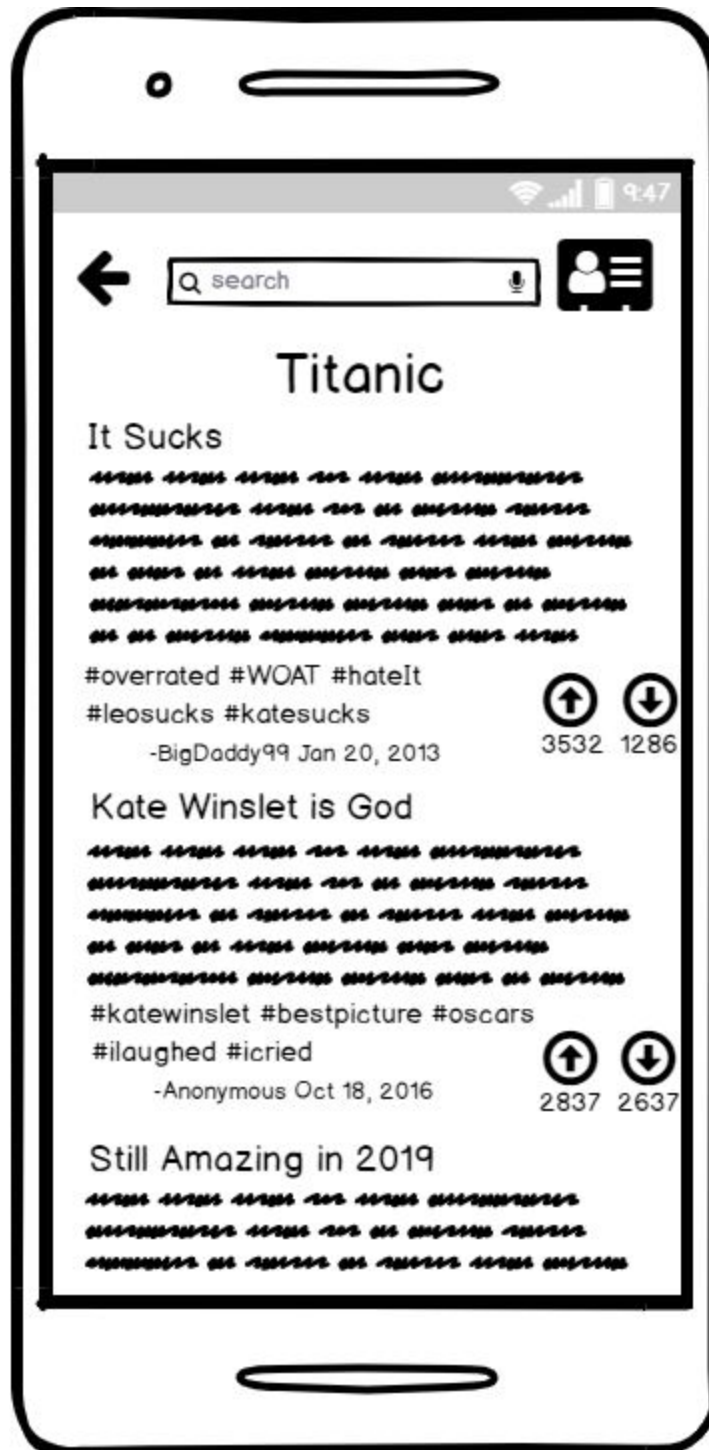 9:47
search
Titanic
It Sucks
#overrated #WOAT #hateIt
#leosucks #katesucks
3532 1286
-BigDaddy99 Jan 20, 2013
Kate Winslet is God
#katewinslet #bestpicture #oscars
#ilaughed #icried
-Anonymous Oct 18, 2016
2837 2637
Still Amazing in 2019